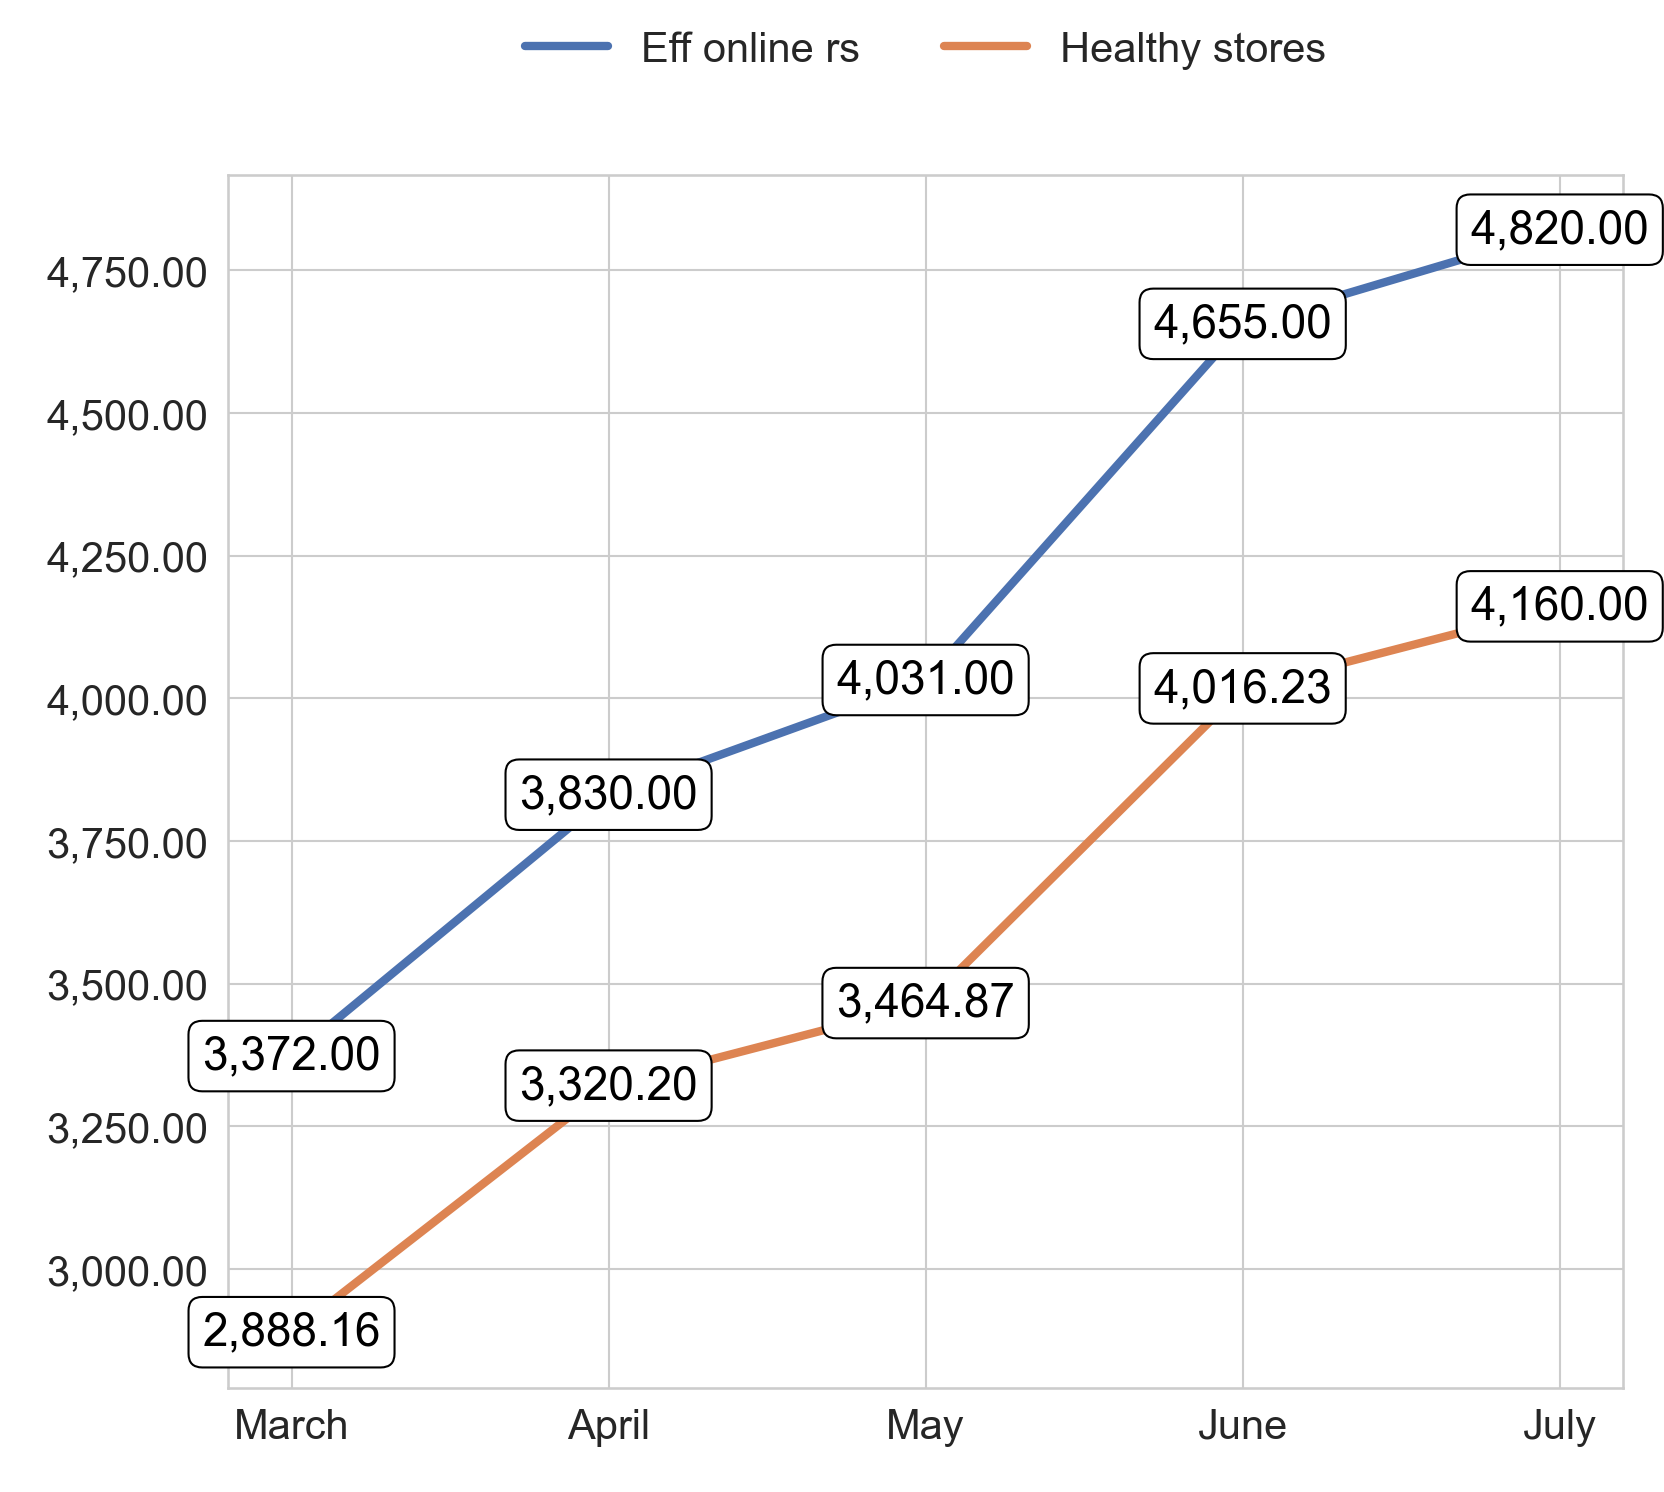 Eff online rs
Healthy stores
4,820.00
4,750.00
4,655.00
4,500.00
4,250.00
4,160.00
4,031.00
4,016.23
4,000.00
3,830.00
3,750.00
3,500.00
3,464.87
3,372.00
3,320.20
3,250.00
3,000.00
2,888.16
March
April
May
June
July